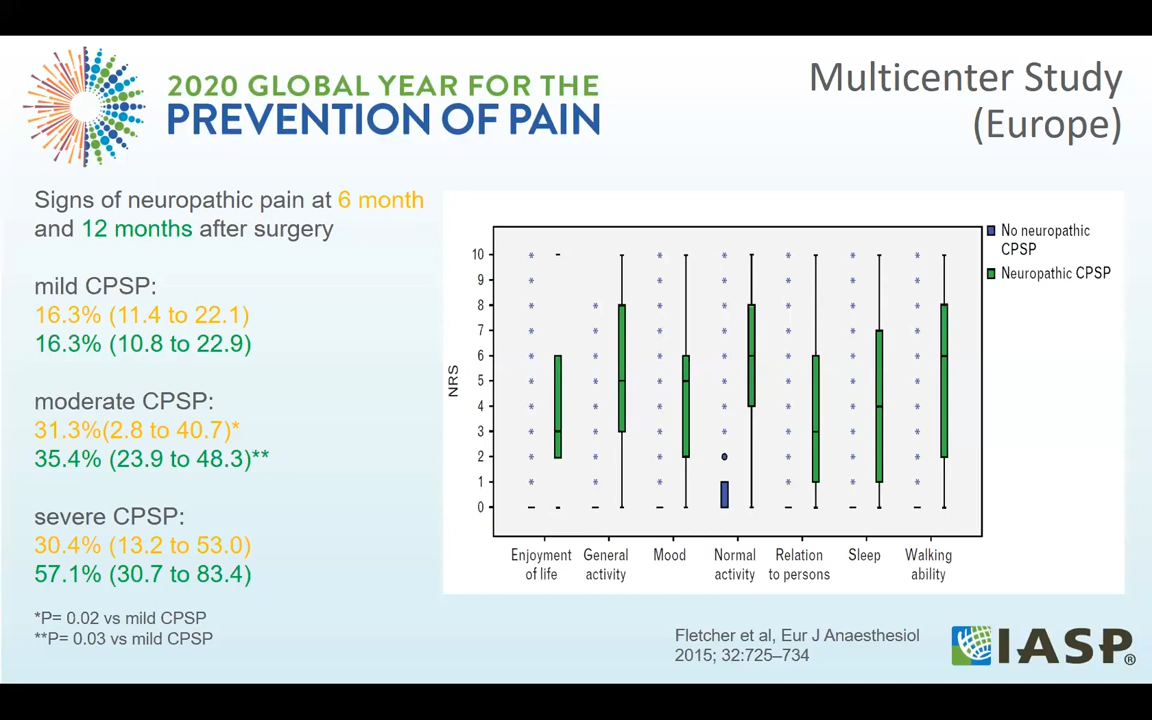 2020 GLOBAL YEAR FOR THE
PREVENTION OF PAIN
Multicenter Study
(Europe)
Signs of neuropathic pain at 6 month
and 12 months after surgery
mild CPSP:
16.3% (11.4 to 22.1)
16.3% (10.8 to 22.9)
moderate CPSP:
31.3%(2.8 to 40.7)*
35.4% (23.9 to 48.3)**
severe CPSP:
30.4% (13.2 to 53.0)
57.1% (30.7 to 83.4)
*P= 0.02 vs mild CPSP
**P= 0.03 vs mild CPSP
NRS
10
9
8
7
6
5
4
3
2
1
0
Enjoyment
of life
General
activity
Mood
Normal
activity
Relation
to persons
Sleep
Walking
ability
No neuropathic
CPSP
Neuropathic CPSP
Fletcher et al, Eur J Anaesthesiol
2015; 32:725–734
IASP®